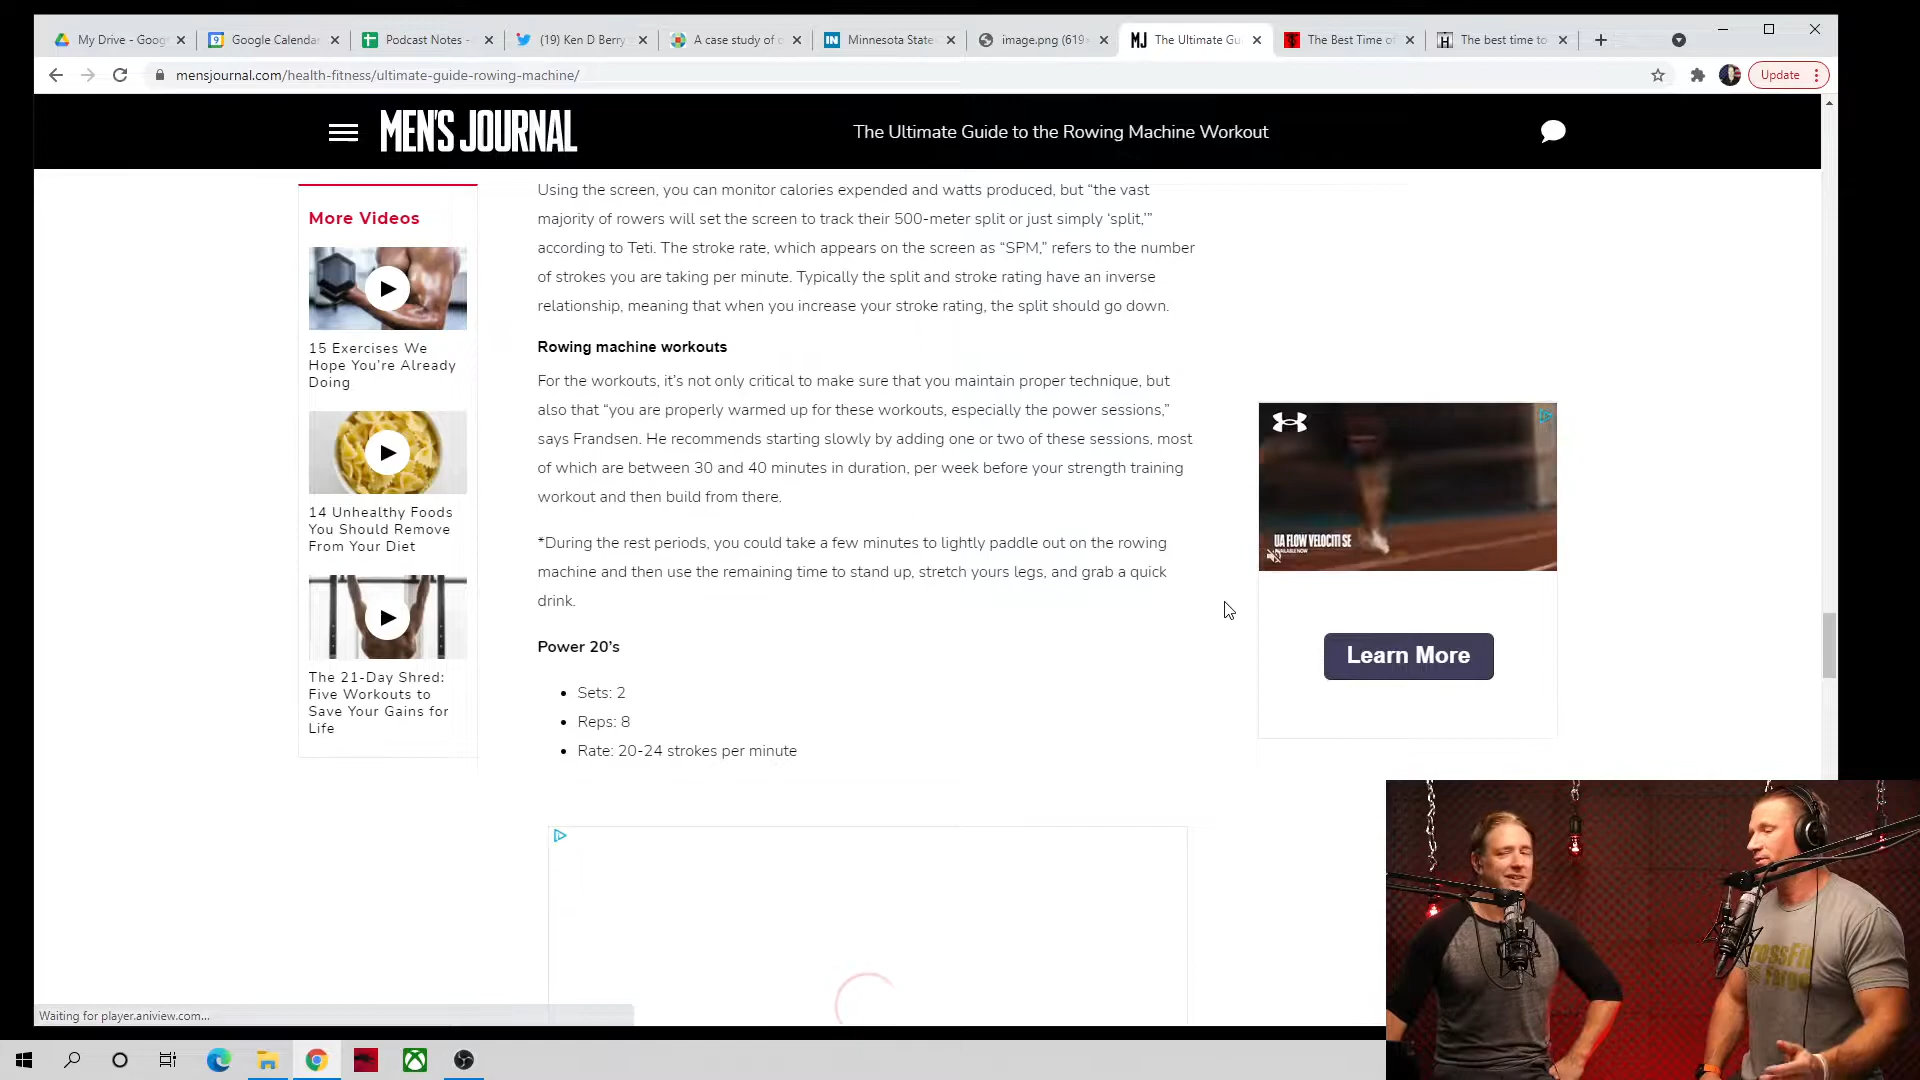 My Drive - Goog
Google Calenda
Podcast Notes -
(19) Ken D Berry
A case study of
IN Minnesota State
image.png (619
MJ The Ultimate Gu
The Best Time o
H The best time to
mensjournal.com/health-fitness/ultimate-guide-rowing-machine/
Update
MEN'S JOURNAL
The Ultimate Guide to the Rowing Machine Workout
More Videos
15 Exercises We
Hope You're Already
Doing
14 Unhealthy Foods
You Should Remove
From Your Diet
The 21-Day Shred:
Five Workouts to
Save Your Gains for
Life
Using the screen, you can monitor calories expended and watts produced, but “the vast
majority of rowers will set the screen to track their 500-meter split or just simply ‘split,’”
according to Teti. The stroke rate, which appears on the screen as “SPM,” refers to the number
of strokes you are taking per minute. Typically the split and stroke rating have an inverse
relationship, meaning that when you increase your stroke rating, the split should go down.
Rowing machine workouts
For the workouts, it’s not only critical to make sure that you maintain proper technique, but
also that “you are properly warmed up for these workouts, especially the power sessions,”
says Frandsen. He recommends starting slowly by adding one or two of these sessions, most
of which are between 30 and 40 minutes in duration, per week before your strength training
workout and then build from there.
*During the rest periods, you could take a few minutes to lightly paddle out on the rowing
machine and then use the remaining time to stand up, stretch yours legs, and grab a quick
drink.
Power 20’s
• Sets: 2
• Reps: 8
• Rate: 20-24 strokes per minute
UA FLOW VELOCITI SE
AVAILABLE NOW
Learn More
CrossFit
Fargo
Waiting for player.aniview.com...